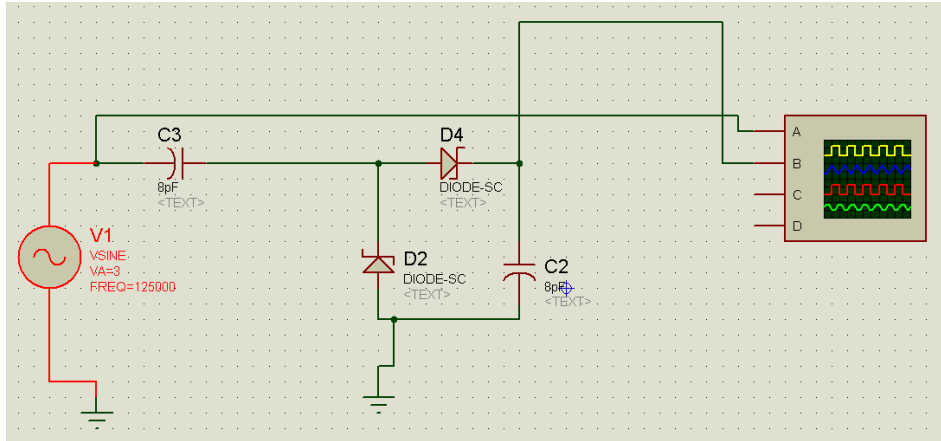 C3
8pF
<TEXT>
D4
DIODE-SC
<TEXT>
A
B
C
D
V1
VSINE
VA=3
FREQ=125000
D2
DIODE-SC
<TEXT>
C2
8pF
<TEXT>